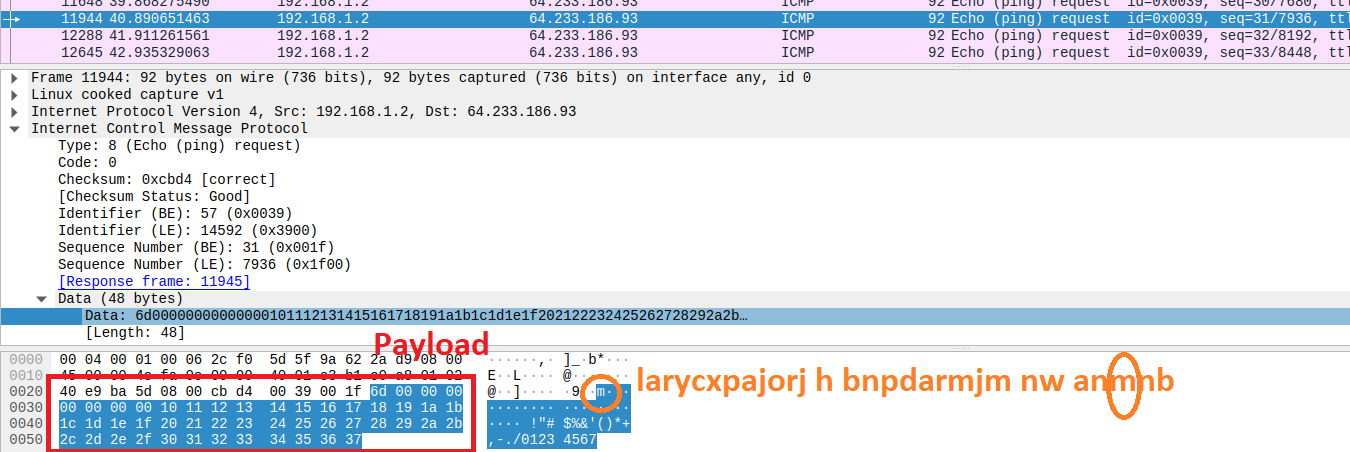 11648 39.868275490 192.168.1.2 64.233.186.93 ICMP 92 Echo (ping) request id=0x0039, seq=30/7680, ttl
11944 40.890651463 192.168.1.2 64.233.186.93 ICMP 92 Echo (ping) request id=0x0039, seq=31/7936, ttl
12288 41.911261561 192.168.1.2 64.233.186.93 ICMP 92 Echo (ping) request id=0x0039, seq=32/8192, ttl
12645 42.935329063 192.168.1.2 64.233.186.93 ICMP 92 Echo (ping) request id=0x0039, seq=33/8448, ttl
Frame 11944: 92 bytes on wire (736 bits), 92 bytes captured (736 bits) on interface any, id 0
Linux cooked capture v1
Internet Protocol Version 4, Src: 192.168.1.2, Dst: 64.233.186.93
Internet Control Message Protocol
Type: 8 (Echo (ping) request)
Code: 0
Checksum: 0xcbd4 [correct]
[Checksum Status: Good]
Identifier (BE): 57 (0x0039)
Identifier (LE): 14592 (0x3900)
Sequence Number (BE): 31 (0x001f)
Sequence Number (LE): 7936 (0x1f00)
[Response frame: 11945]
Data (48 bytes)
Data: 6d00000000000000101112131415161718191a1b1c1d1e1f202122232425262728292a2b…
[Length: 48]
Payload
0000 00 04 00 01 00 06 2c f0 5d 5f 9a 62 2a d9 08 00 ······,· ]_·b*···
0010 E··L···· @·······
0020 40 e9 ba 5d 08 00 cb d4 00 39 00 1f 6d 00 00 00 @··]···· ·9··m···
larycxpajorj h bnpdarmjm nw anmnb
0030 00 00 00 00 10 11 12 13 14 15 16 17 18 19 1a 1b ········ ········
0040 1c 1d 1e 1f 20 21 22 23 24 25 26 27 28 29 2a 2b ···· !"# $%&'()*+
0050 2c 2d 2e 2f 30 31 32 33 34 35 36 37 ,-./0123 4567